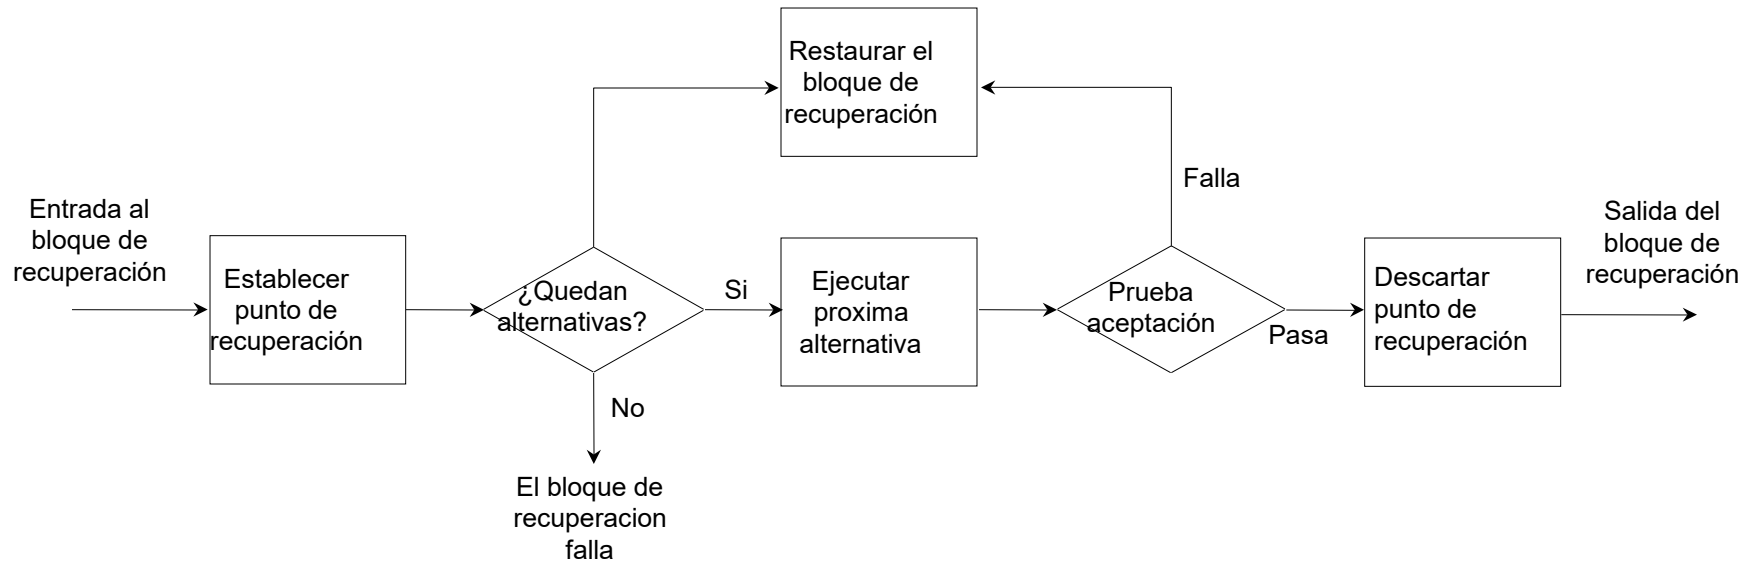 Restaurar el
bloque de
recuperación
Falla
Entrada al
bloque de
recuperación
Establecer
punto de
recuperación
¿Quedan
alternativas?
Si
Ejecutar
proxima
alternativa
Prueba
aceptación
Pasa
Descartar
punto de
recuperación
Salida del
bloque de
recuperación
No
El bloque de
recuperacion
falla